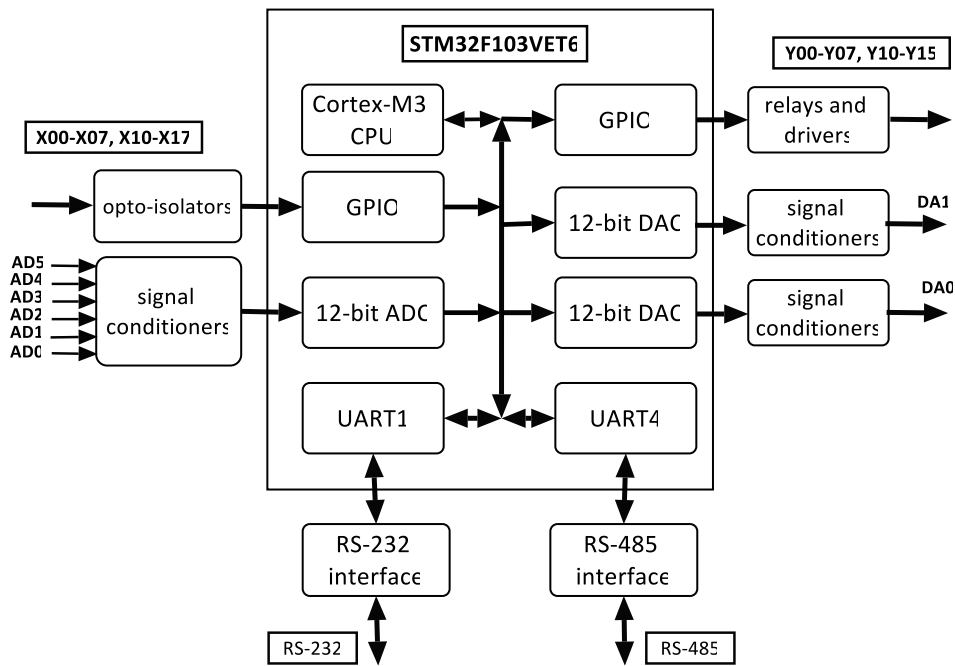 STM32F103VET6
Y00-Y07, Y10-Y15
X00-X07, X10-X17
Cortex-M3
CPU
GPIO
relays and
drivers
opto-isolators
GPIO
12-bit DAC
signal
conditioners
DA1
AD5
AD4
AD3
AD2
AD1
AD0
signal
conditioners
12-bit ADC
12-bit DAC
signal
conditioners
DA0
UART1
UART4
RS-232
interface
RS-485
interface
RS-232
RS-485